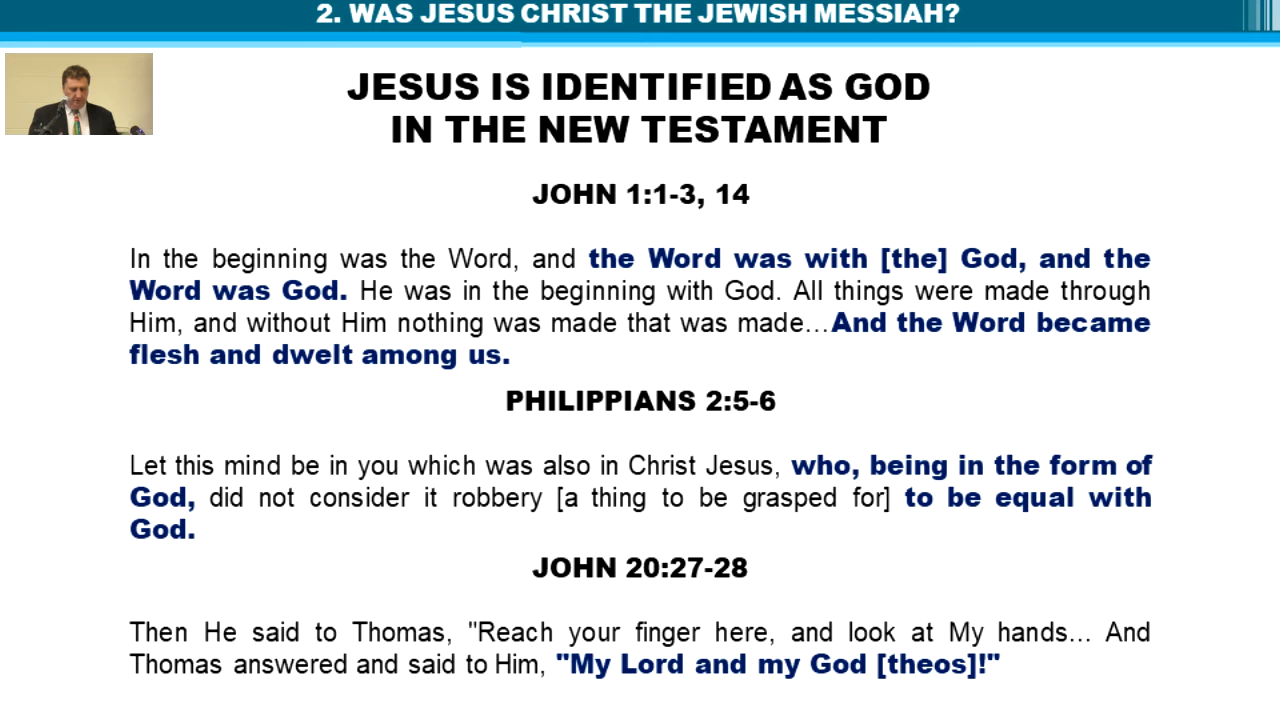 2. WAS JESUS CHRIST THE JEWISH MESSIAH?
JESUS IS IDENTIFIED AS GOD
IN THE NEW TESTAMENT
JOHN 1:1-3, 14
In the beginning was the Word, and the Word was with [the] God, and the
Word was God. He was in the beginning with God. All things were made through
Him, and without Him nothing was made that was made…And the Word became
flesh and dwelt among us.
PHILIPPIANS 2:5-6
Let this mind be in you which was also in Christ Jesus, who, being in the form of
God, did not consider it robbery [a thing to be grasped for] to be equal with
God.
JOHN 20:27-28
Then He said to Thomas, "Reach your finger here, and look at My hands… And
Thomas answered and said to Him, "My Lord and my God [theos]!"